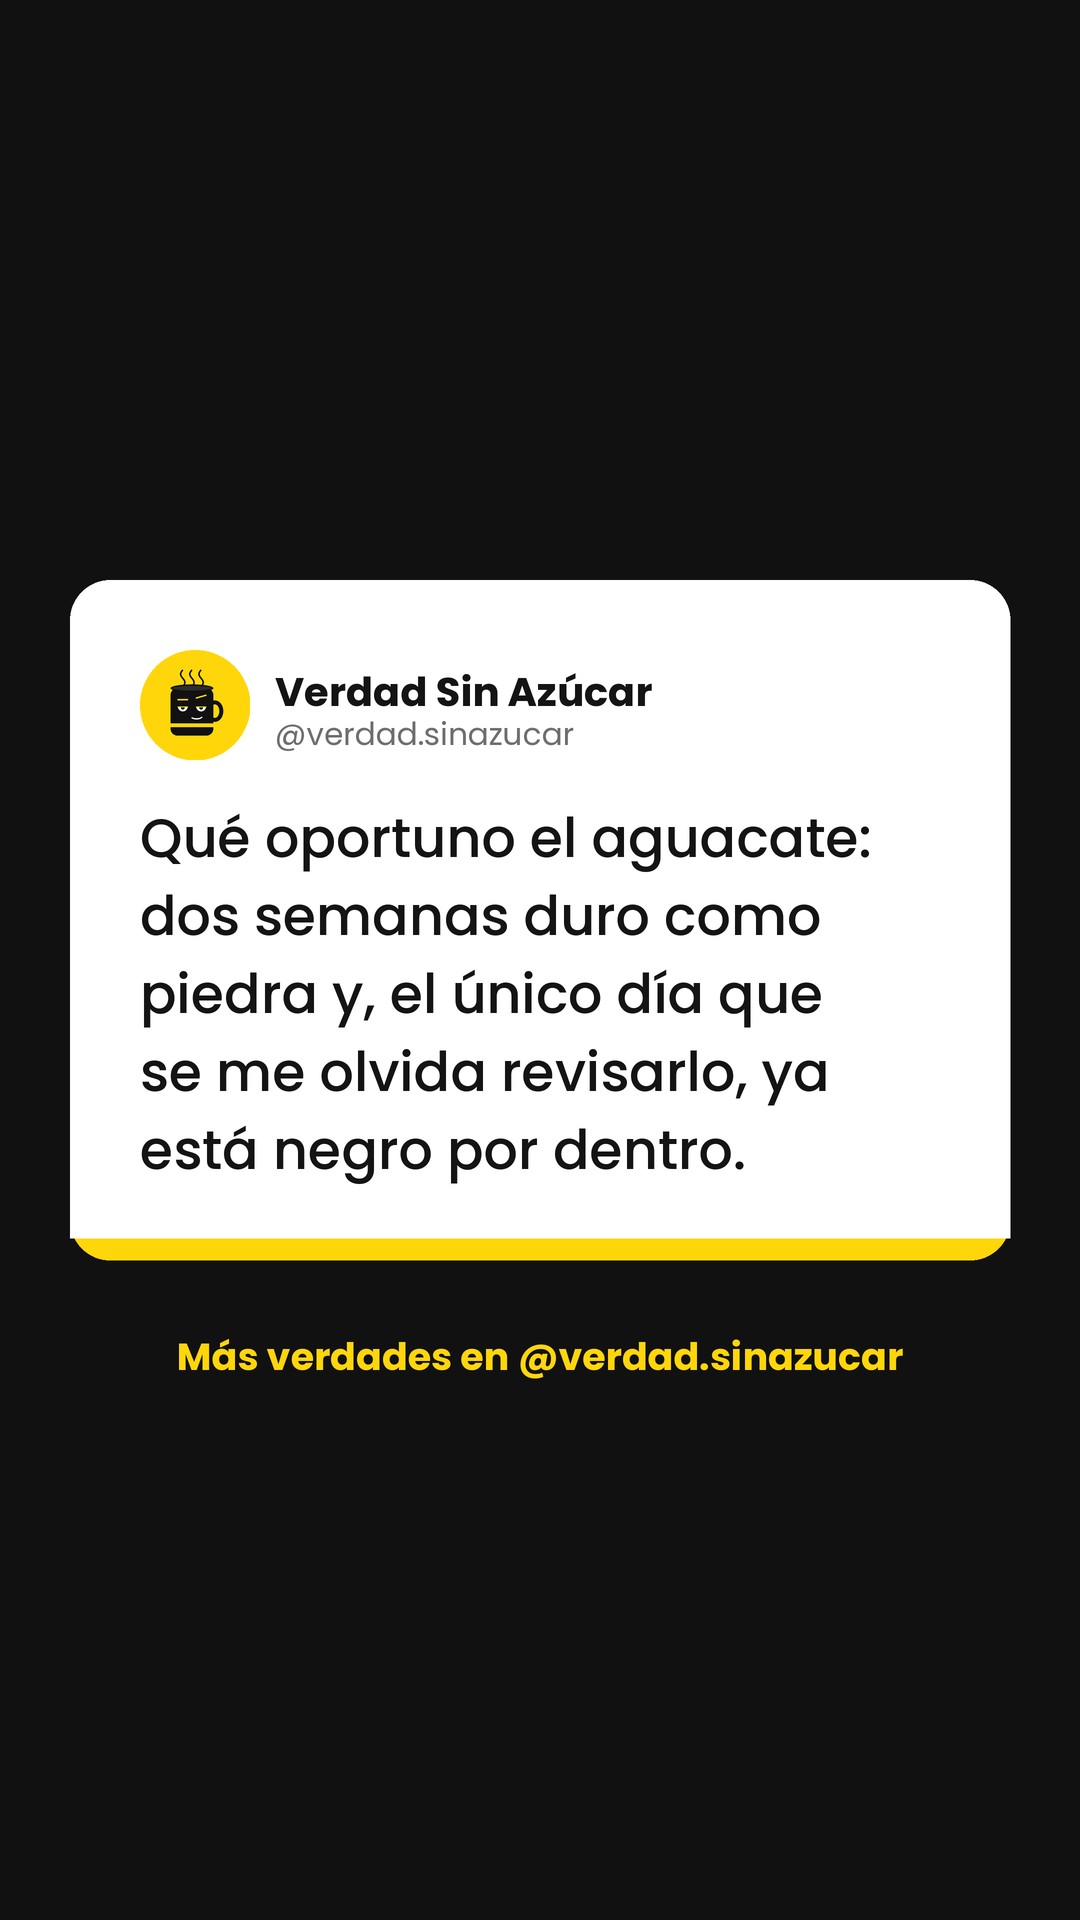 Verdad Sin Azúcar
@verdad.sinazucar
Qué oportuno el aguacate:
dos semanas duro como
piedra y, el único día que
se me olvida revisarlo, ya
está negro por dentro.
Más verdades en @verdad.sinazucar